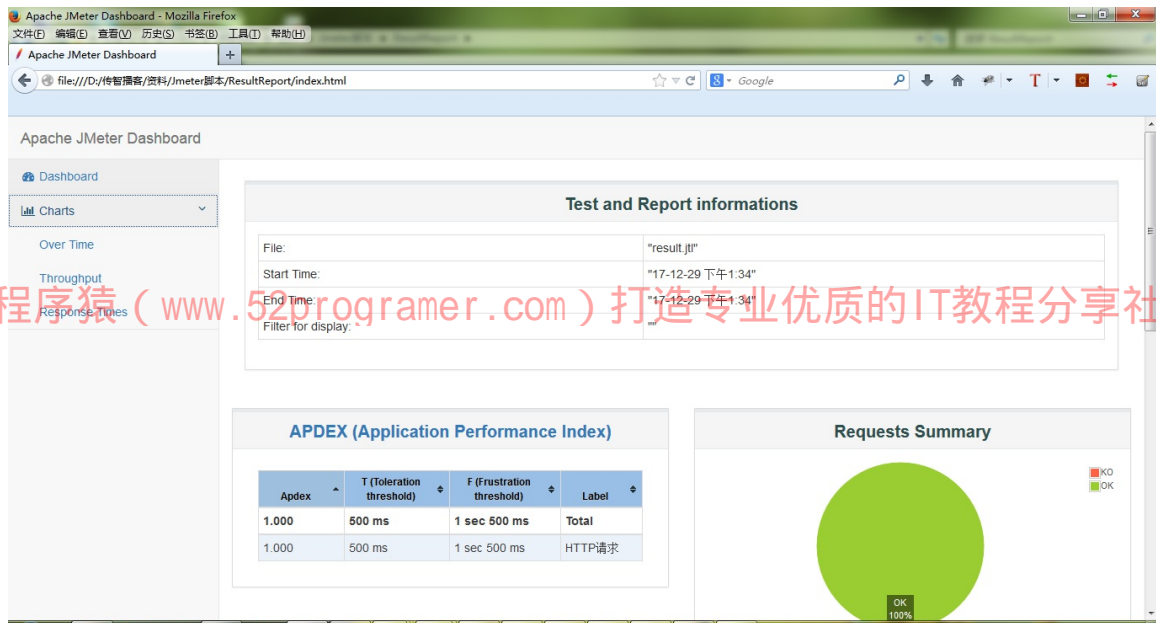 Apache JMeter Dashboard - Mozilla Firefox
文件(F) 编辑(E) 查看(V) 历史(S) 书签(B) 工具(T) 帮助(H)
Apache JMeter Dashboard
file:///D:/传智播客/资料/Jmeter脚本/ResultReport/index.html
Google
Apache JMeter Dashboard
Dashboard
Charts
Over Time
Throughput
Response Times
Test and Report informations
File: "result.jtl"
Start Time: "17-12-29 下午1:34"
End Time: "17-12-29 下午1:34"
Filter for display: ""
程序猿（www.52programer.com）打造专业优质的IT教程分享社
APDEX (Application Performance Index)
Apdex T (Toleration threshold) F (Frustration threshold) Label
1.000 500 ms 1 sec 500 ms Total
1.000 500 ms 1 sec 500 ms HTTP请求
Requests Summary
KO
OK
OK
100%